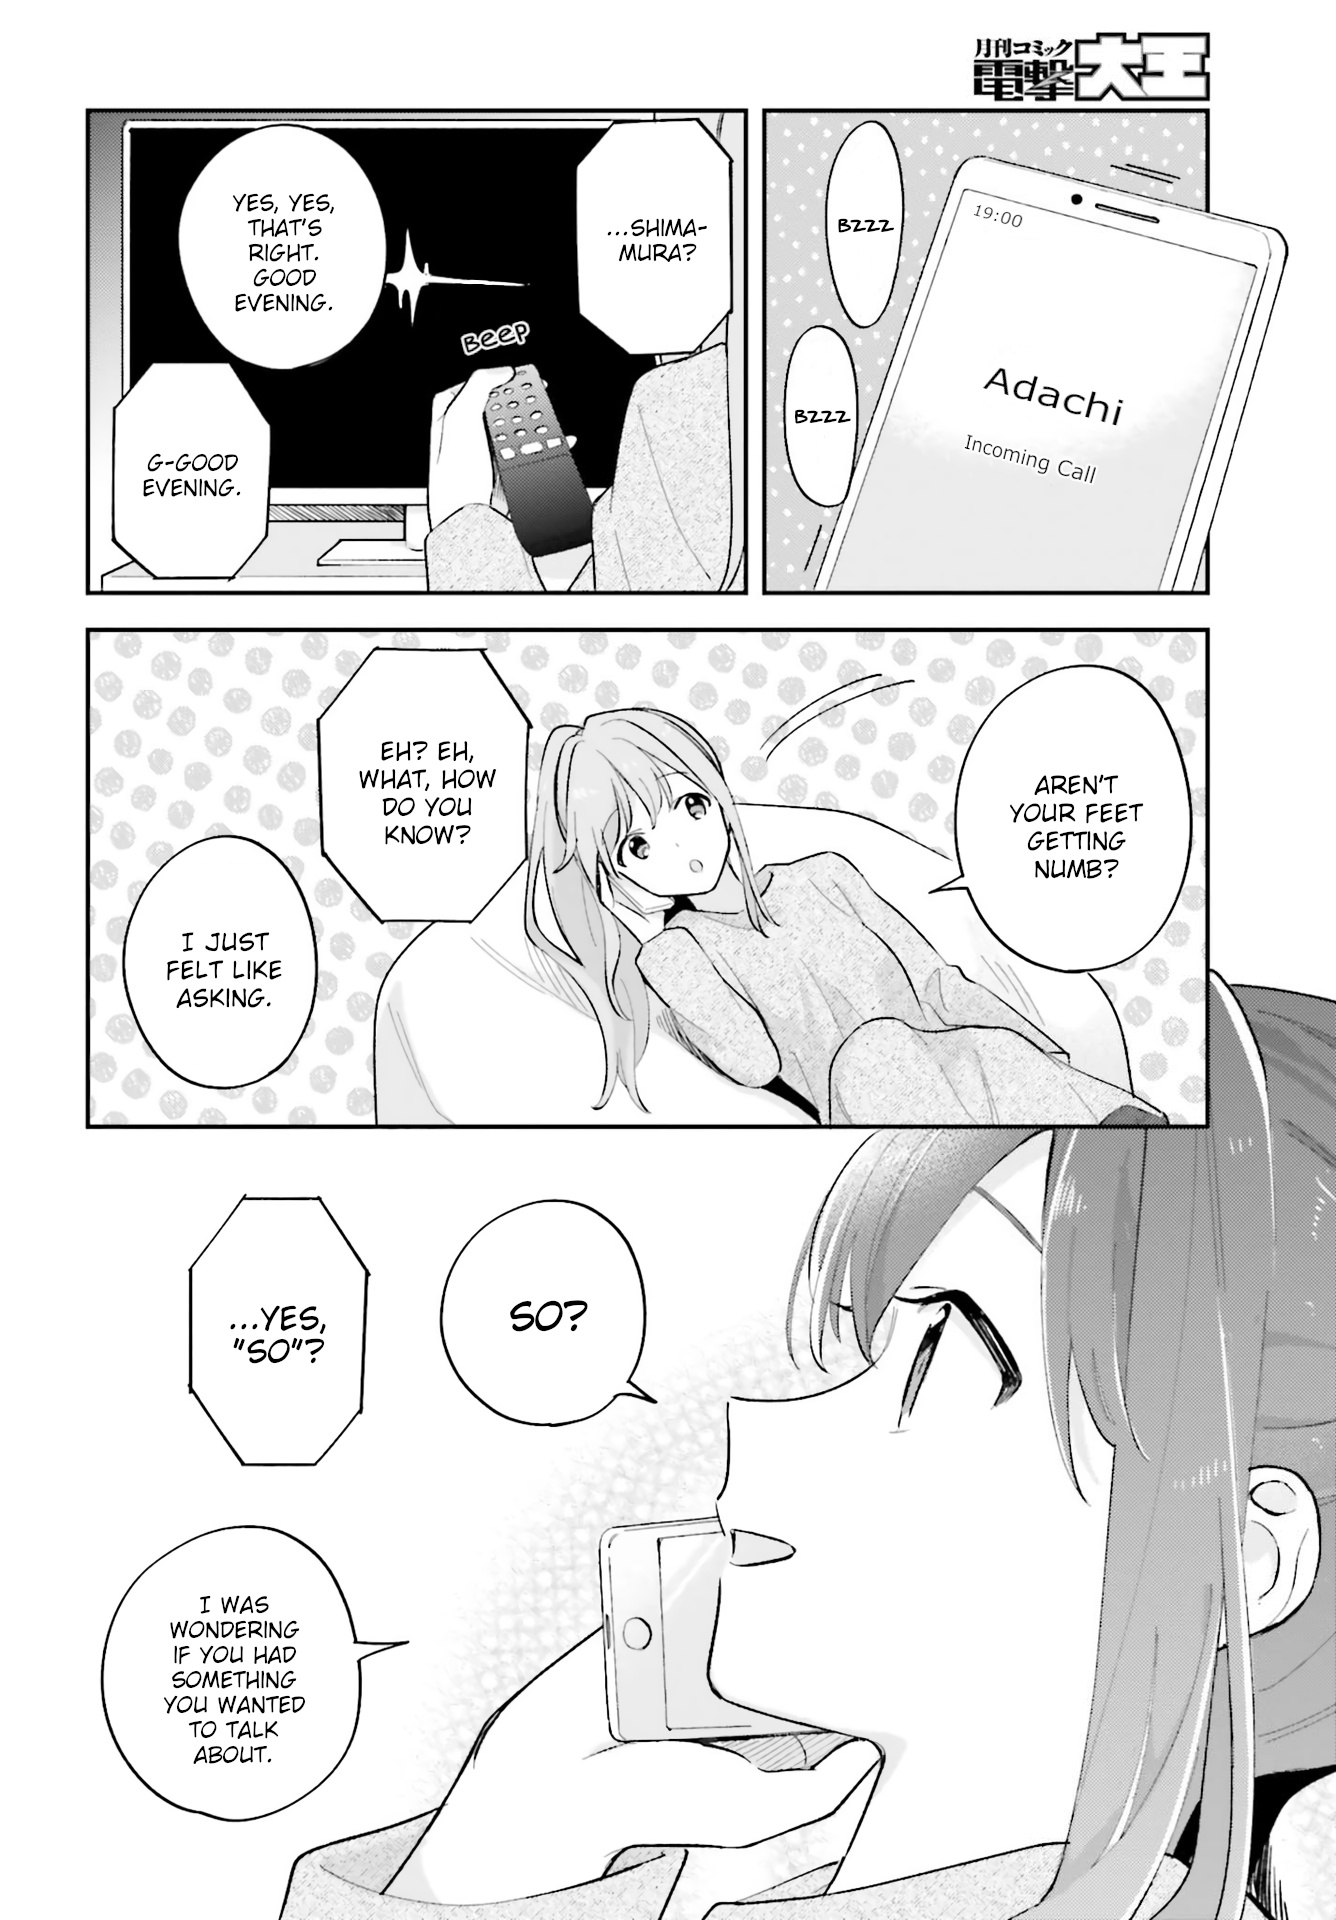 月刊コミック
電撃大王
BZZZ
BZZZ
19:00
Adachi
Incoming Call
...SHIMA-
MURA?
BEEP
YES, YES,
THAT'S
RIGHT.
GOOD
EVENING.
G-GOOD
EVENING.
AREN'T
YOUR FEET
GETTING
NUMB?
EH? EH,
WHAT, HOW
DO YOU
KNOW?
I JUST
FELT LIKE
ASKING.
SO?
...YES,
"SO"?
I WAS
WONDERING
IF YOU HAD
SOMETHING
YOU WANTED
TO TALK
ABOUT.